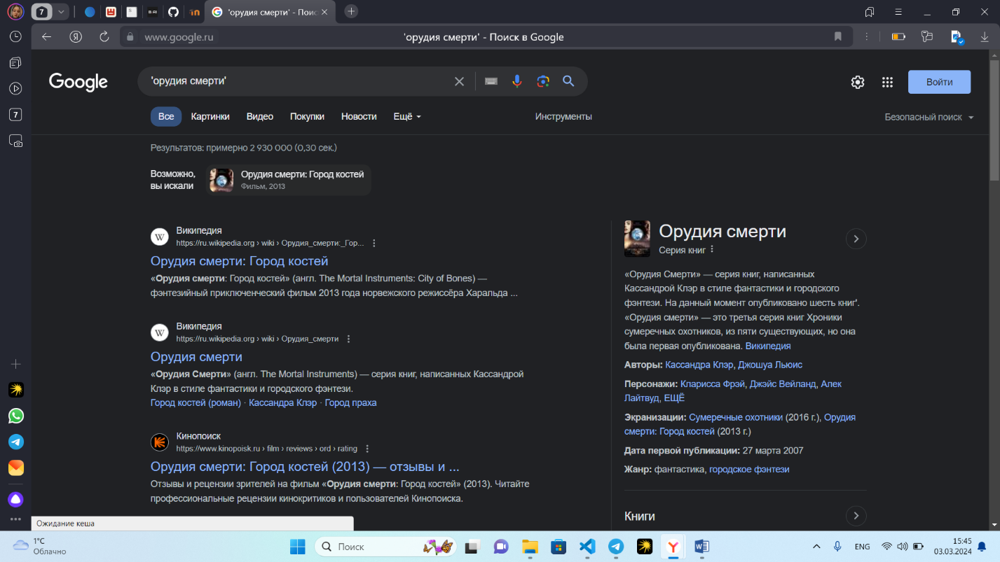 7
'орудия смерти' - Поис
www.google.ru
'орудия смерти' - Поиск в Google
7
Google
'орудия смерти'
Войти
Все Картинки Видео Покупки Новости Ещё Инструменты
Безопасный поиск
Результатов: примерно 2 930 000 (0,30 сек.)
Возможно,
вы искали
Орудия смерти: Город костей
Фильм, 2013
Википедия
https://ru.wikipedia.org › wiki › Орудия_смерти:_Гор...
Орудия смерти: Город костей
«Орудия смерти: Город костей» (англ. The Mortal Instruments: City of Bones) —
фэнтезийный приключенческий фильм 2013 года норвежского режиссёра Харальда ...
Википедия
https://ru.wikipedia.org › wiki › Орудия_смерти
Орудия смерти
«Орудия Смерти» (англ. The Mortal Instruments) — серия книг, написанных Кассандрой
Клэр в стиле фантастики и городского фэнтези.
Город костей (роман) · Кассандра Клэр · Город праха
Кинопоиск
https://www.kinopoisk.ru › film › reviews › ord › rating
Орудия смерти: Город костей (2013) — отзывы и ...
Отзывы и рецензии зрителей на фильм «Орудия смерти: Город костей» (2013). Читайте
профессиональные рецензии кинокритиков и пользователей Кинопоиска.
Орудия смерти
Серия книг
«Орудия Смерти» — серия книг, написанных
Кассандрой Клэр в стиле фантастики и городского
фэнтези. На данный момент опубликовано шесть книг'.
«Орудия смерти» — это третья серия книг Хроники
сумеречных охотников, из пяти существующих, но она
была первая опубликована. Википедия
Авторы: Кассандра Клэр, Джошуа Льюис
Персонажи: Кларисса Фрэй, Джэйс Вейланд, Алек
Лайтвуд, ЕЩЁ
Экранизации: Сумеречные охотники (2016 г.), Орудия
смерти: Город костей (2013 г.)
Дата первой публикации: 27 марта 2007
Жанр: фантастика, городское фэнтези
Книги
Ожидание кеша
1°C
Облачно
Поиск
ENG
15:45
03.03.2024